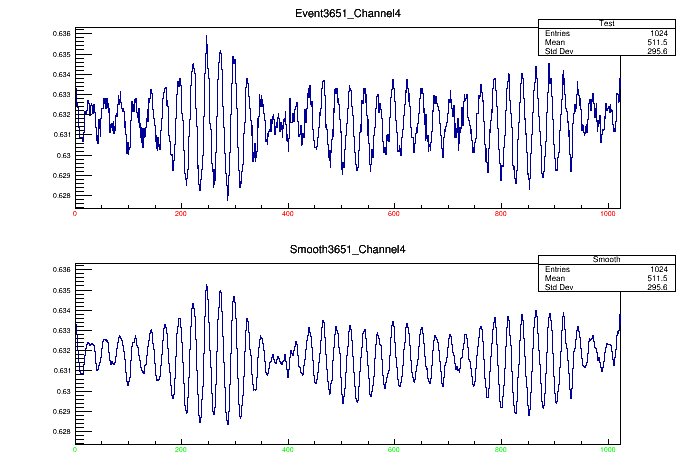 Event3651_Channel4
Test
Entries 1024
Mean 511.5
Std Dev 295.6
0.636
0.635
0.634
0.633
0.632
0.631
0.63
0.629
0.628
0 200 400 600 800 1000
Smooth3651_Channel4
Smooth
Entries 1024
Mean 511.5
Std Dev 295.6
0.636
0.635
0.634
0.633
0.632
0.631
0.63
0.629
0.628
0 200 400 600 800 1000